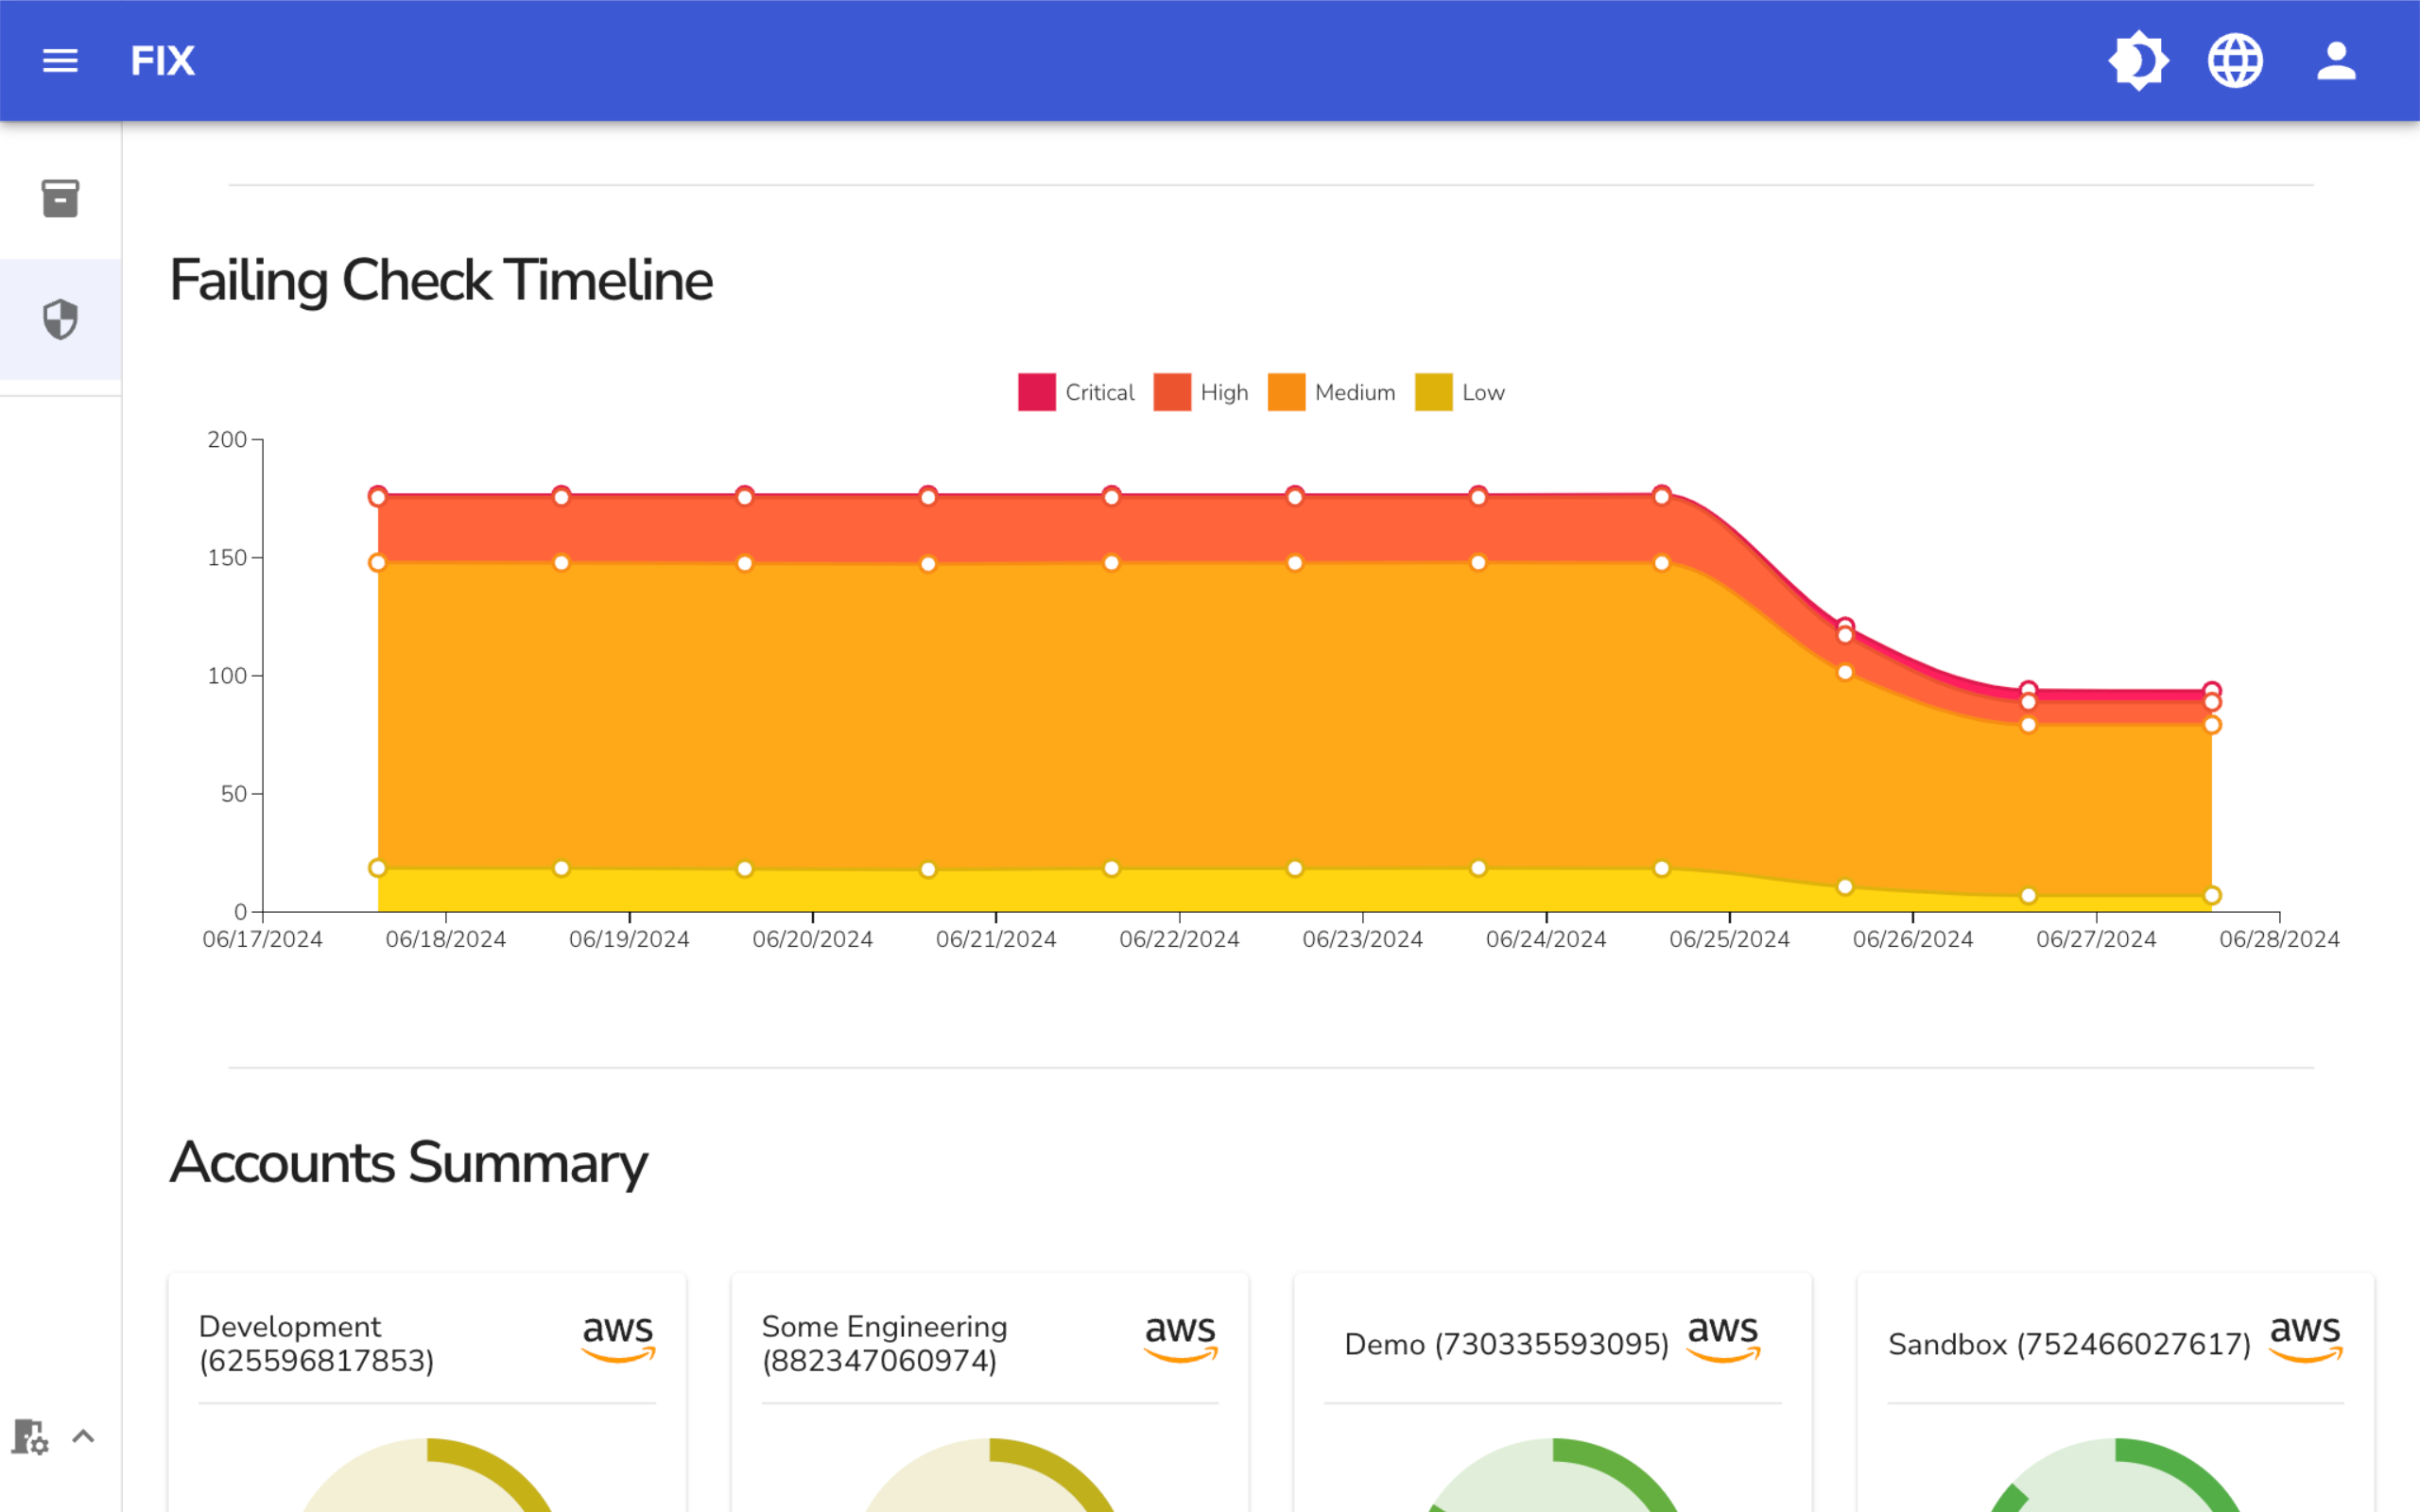 FIX
Failing Check Timeline
Critical High Medium Low
200
150
100
50
0
06/17/2024 06/18/2024 06/19/2024 06/20/2024 06/21/2024 06/22/2024 06/23/2024 06/24/2024 06/25/2024 06/26/2024 06/27/2024 06/28/2024
Accounts Summary
Development
(625596817853)
aws
Some Engineering
(882347060974)
aws
Demo (730335593095)
aws
Sandbox (752466027617)
aws